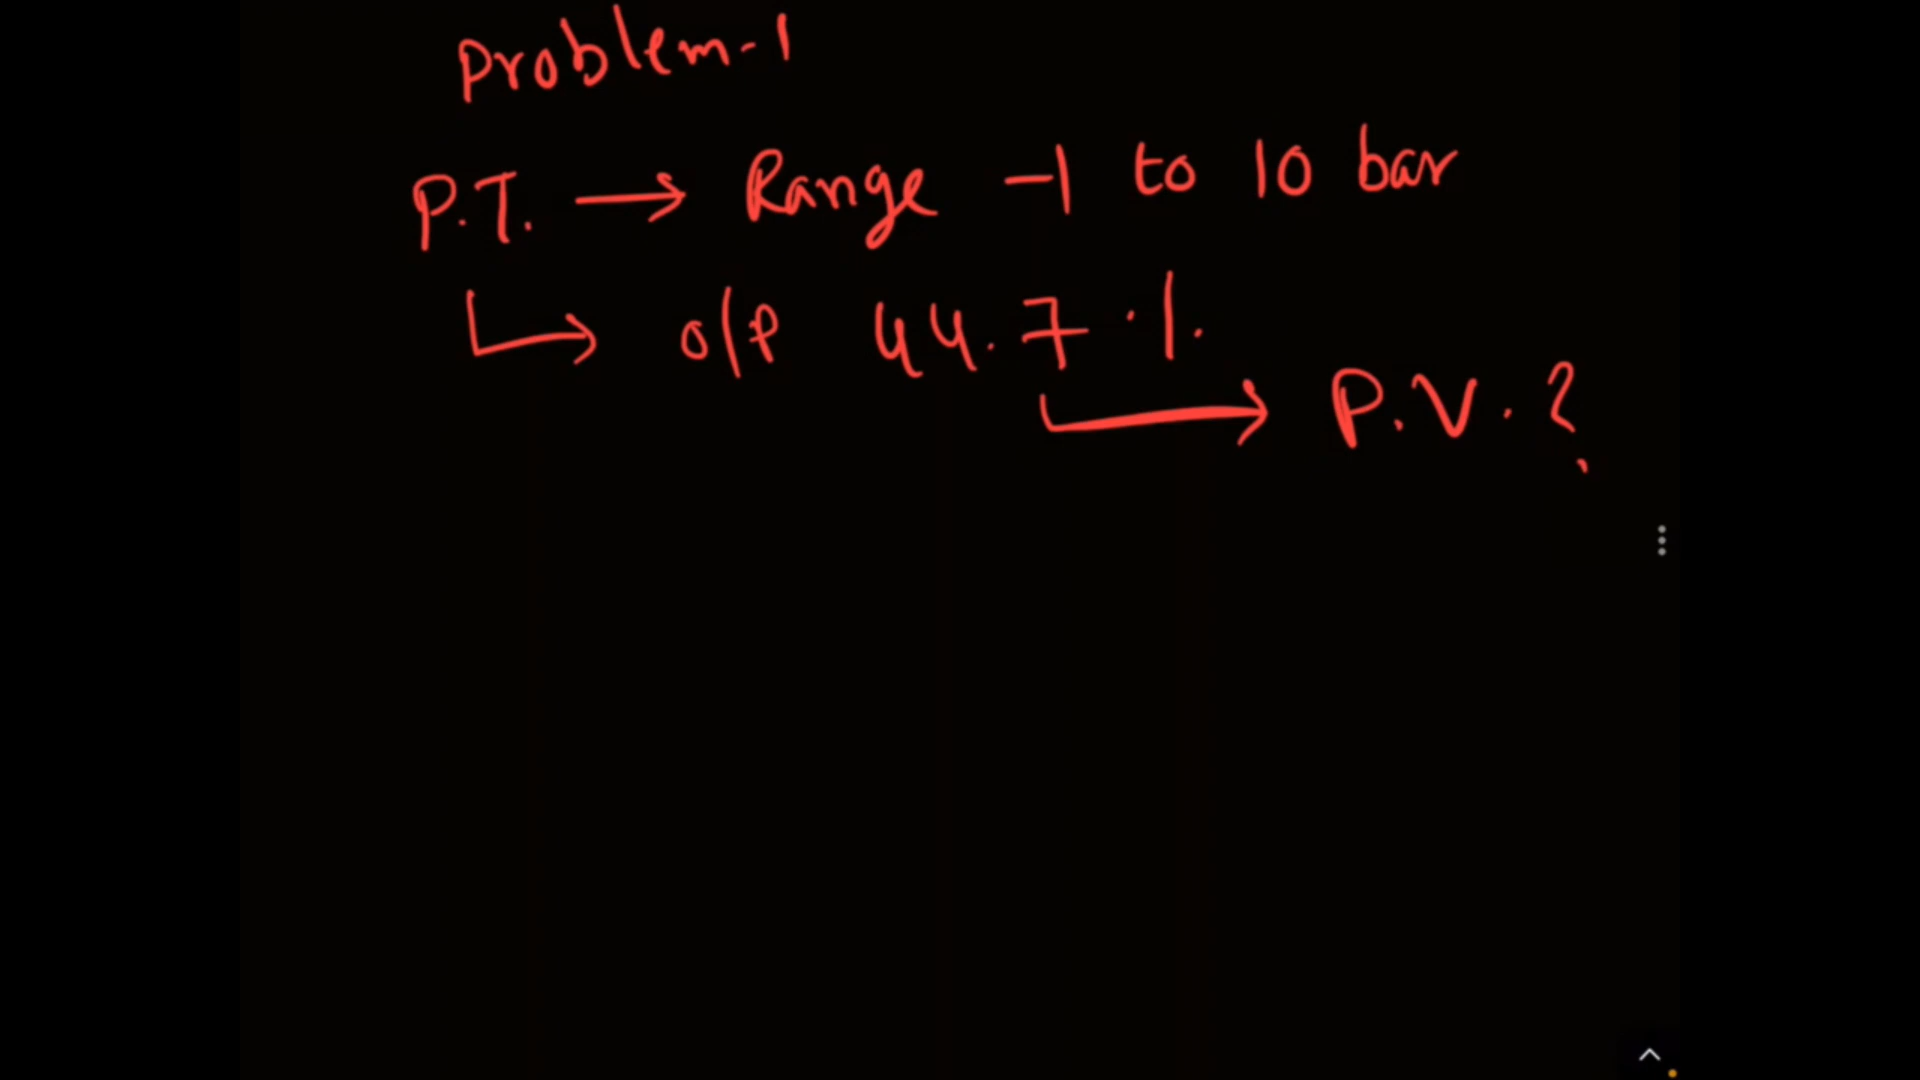 Problem-1
P.T. → Range -1 to 10 bar
↳ o/p 44.7 %
↳ P.V. ?